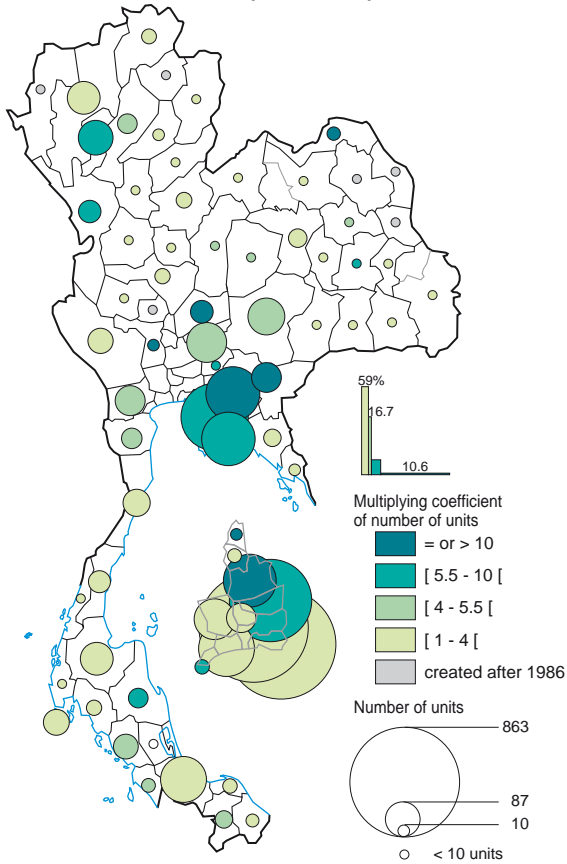 59%
16.7
10.6
Multiplying coefficient
of number of units
= or > 10
[ 5.5 - 10 [
[ 4 - 5.5 [
[ 1 - 4 [
created after 1986
Number of units
863
87
10
< 10 units